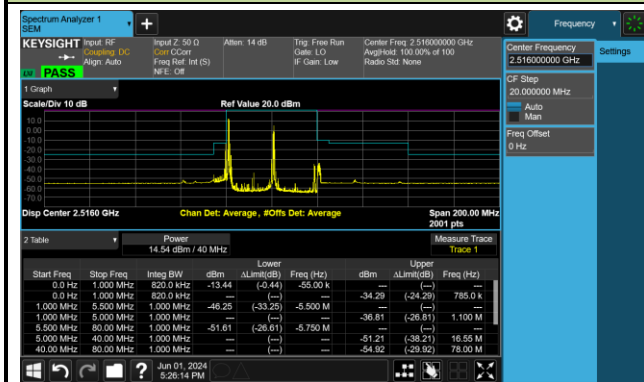 Spectrum Analyzer 1
SEM
Frequency
KEYSIGHT Input: RF
Coupling: DC
Align: Auto
Input Z: 50 Ω
Corr CCorr
Freq Ref: Int (S)
NFE: Off
Atten: 14 dB
Trig: Free Run
Gate: LO
IF Gain: Low
Center Freq: 2.516000000 GHz
Avg|Hold: 100.00% of 100
Radio Std: None
PASS
Center Frequency
2.516000000 GHz
Settings
CF Step
20.000000 MHz
Auto
Man
Freq Offset
0 Hz
1 Graph
Scale/Div 10 dB
Ref Value 20.0 dBm
10.0
0.00
-10.0
-20.0
-30.0
-40.0
-50.0
-60.0
-70.0
Disp Center 2.5160 GHz
Chan Det: Average, #Offs Det: Average
Span 200.00 MHz
2001 pts
2 Table
Power
14.54 dBm / 40 MHz
Measure Trace
Trace 1
Lower Upper
Start Freq Stop Freq Integ BW dBm ΔLimit(dB) Freq (Hz) dBm ΔLimit(dB) Freq (Hz)
0.0 Hz 1.000 MHz 820.0 kHz -13.44 (-0.44) -55.00 k --- (---) ---
0.0 Hz 1.000 MHz 820.0 kHz --- (---) --- -34.29 (-24.29) 785.0 k
1.000 MHz 5.500 MHz 1.000 MHz -46.25 (-33.25) -5.500 M --- (---) ---
1.000 MHz 5.000 MHz 1.000 MHz --- (---) --- -36.81 (-26.81) 1.100 M
5.500 MHz 80.00 MHz 1.000 MHz -51.61 (-26.61) -5.750 M --- (---) ---
5.000 MHz 40.00 MHz 1.000 MHz --- (---) --- -51.21 (-38.21) 16.55 M
40.00 MHz 80.00 MHz 1.000 MHz --- (---) --- -54.92 (-29.92) 78.00 M
Jun 01, 2024
5:26:14 PM